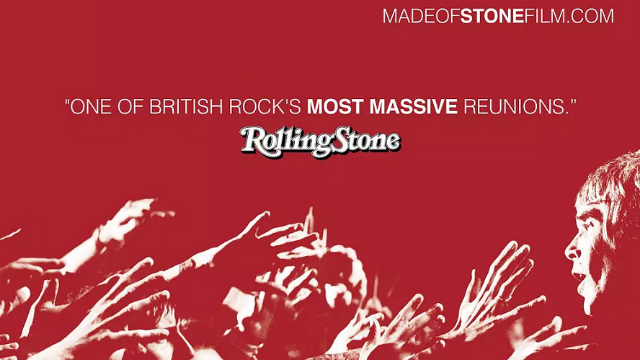 MADEOFSTONEFILM.COM
"ONE OF BRITISH ROCK'S MOST MASSIVE REUNIONS.”
RollingStone